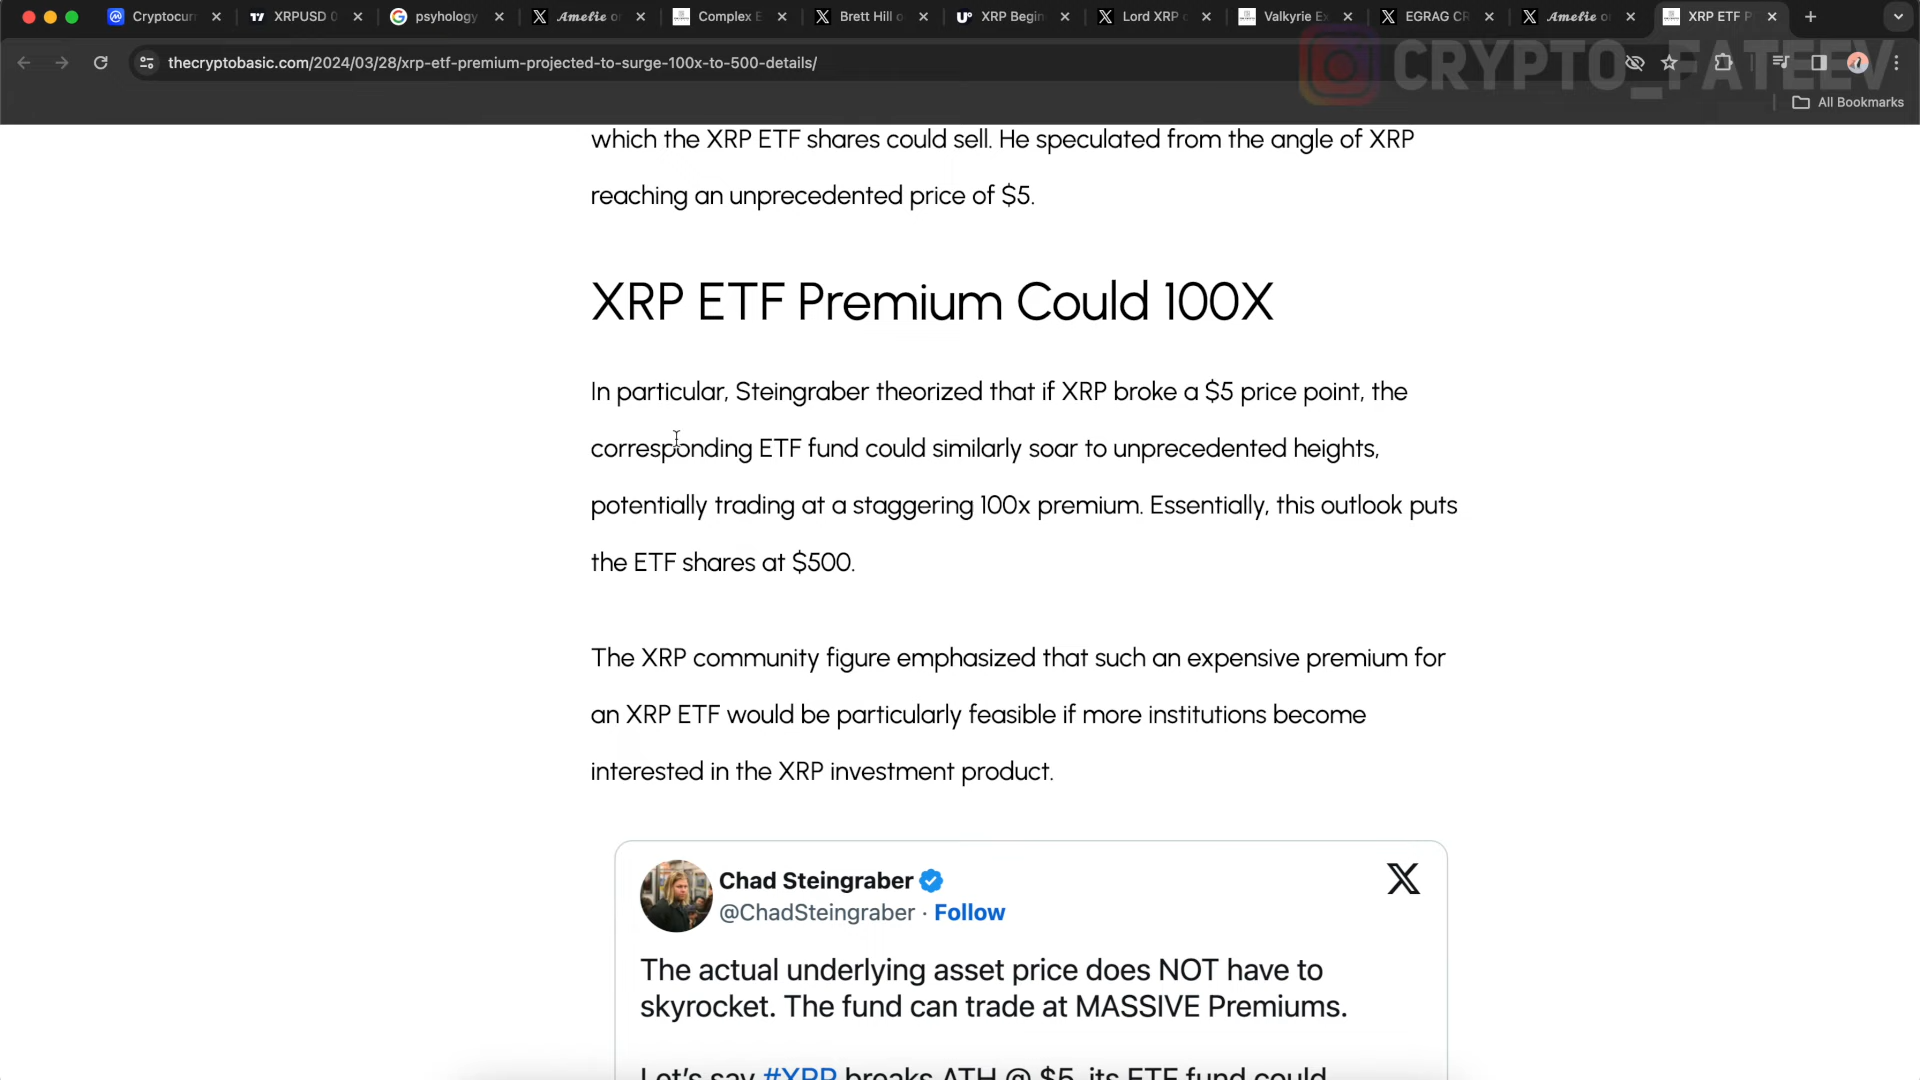 Cryptocur
XRPUSD
psyhology
Amelie
Complex E
Brett Hill o
XRP Begin
Lord XRP
Valkyrie E
EGRAG CR
Amelie
XRP ETF P
thecryptobasic.com/2024/03/28/xrp-etf-premium-projected-to-surge-100x-to-500-details/
CRYPTO_FATEEV
All Bookmarks
which the XRP ETF shares could sell. He speculated from the angle of XRP
reaching an unprecedented price of $5.
XRP ETF Premium Could 100X
In particular, Steingraber theorized that if XRP broke a $5 price point, the
corresponding ETF fund could similarly soar to unprecedented heights,
potentially trading at a staggering 100x premium. Essentially, this outlook puts
the ETF shares at $500.
The XRP community figure emphasized that such an expensive premium for
an XRP ETF would be particularly feasible if more institutions become
interested in the XRP investment product.
Chad Steingraber
@ChadSteingraber · Follow
The actual underlying asset price does NOT have to
skyrocket. The fund can trade at MASSIVE Premiums.
Let's say #XRP breaks ATH @ $5, its ETF fund could